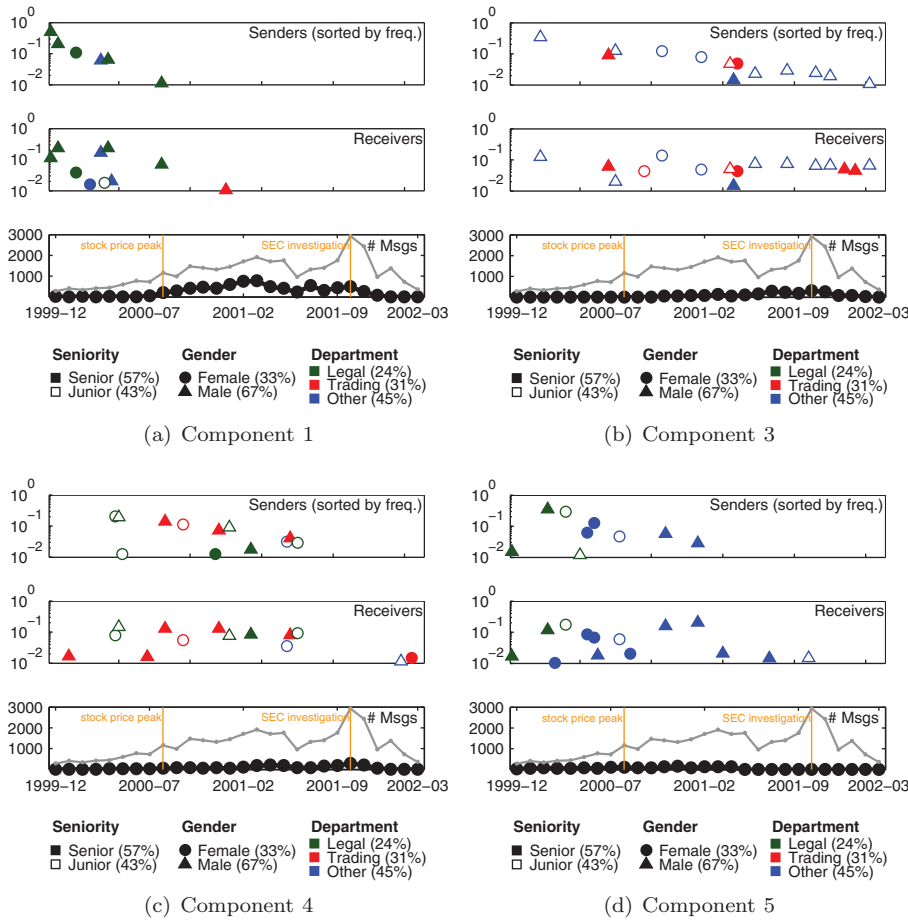 10^0
10^-1
10^-2
Senders (sorted by freq.)
10^0
10^-1
10^-2
Receivers
3000
2000
1000
stock price peak
SEC investigation
# Msgs
1999−12 2000−07 2001−02 2001−09 2002−03
Seniority Gender Department
Senior (57%) Female (33%) Legal (24%)
Junior (43%) Male (67%) Trading (31%)
Other (45%)
(a) Component 1
10^0
10^-1
10^-2
Senders (sorted by freq.)
10^0
10^-1
10^-2
Receivers
3000
2000
1000
stock price peak
SEC investigation
# Msgs
1999−12 2000−07 2001−02 2001−09 2002−03
Seniority Gender Department
Senior (57%) Female (33%) Legal (24%)
Junior (43%) Male (67%) Trading (31%)
Other (45%)
(b) Component 3
10^0
10^-1
10^-2
Senders (sorted by freq.)
10^0
10^-1
10^-2
Receivers
3000
2000
1000
stock price peak
SEC investigation
# Msgs
1999−12 2000−07 2001−02 2001−09 2002−03
Seniority Gender Department
Senior (57%) Female (33%) Legal (24%)
Junior (43%) Male (67%) Trading (31%)
Other (45%)
(c) Component 4
10^0
10^-1
10^-2
Senders (sorted by freq.)
10^0
10^-1
10^-2
Receivers
3000
2000
1000
stock price peak
SEC investigation
# Msgs
1999−12 2000−07 2001−02 2001−09 2002−03
Seniority Gender Department
Senior (57%) Female (33%) Legal (24%)
Junior (43%) Male (67%) Trading (31%)
Other (45%)
(d) Component 5